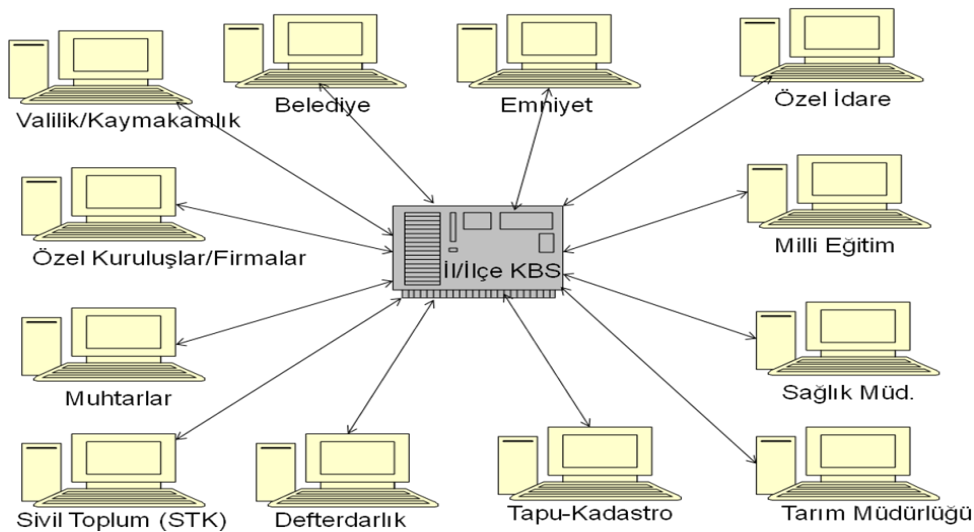 Valilik/Kaymakamlık
Belediye
Emniyet
Özel İdare
Özel Kuruluşlar/Firmalar
İl/İlçe KBS
Milli Eğitim
Muhtarlar
Sağlık Müd.
Sivil Toplum (STK)
Defterdarlık
Tapu-Kadastro
Tarım Müdürlüğü